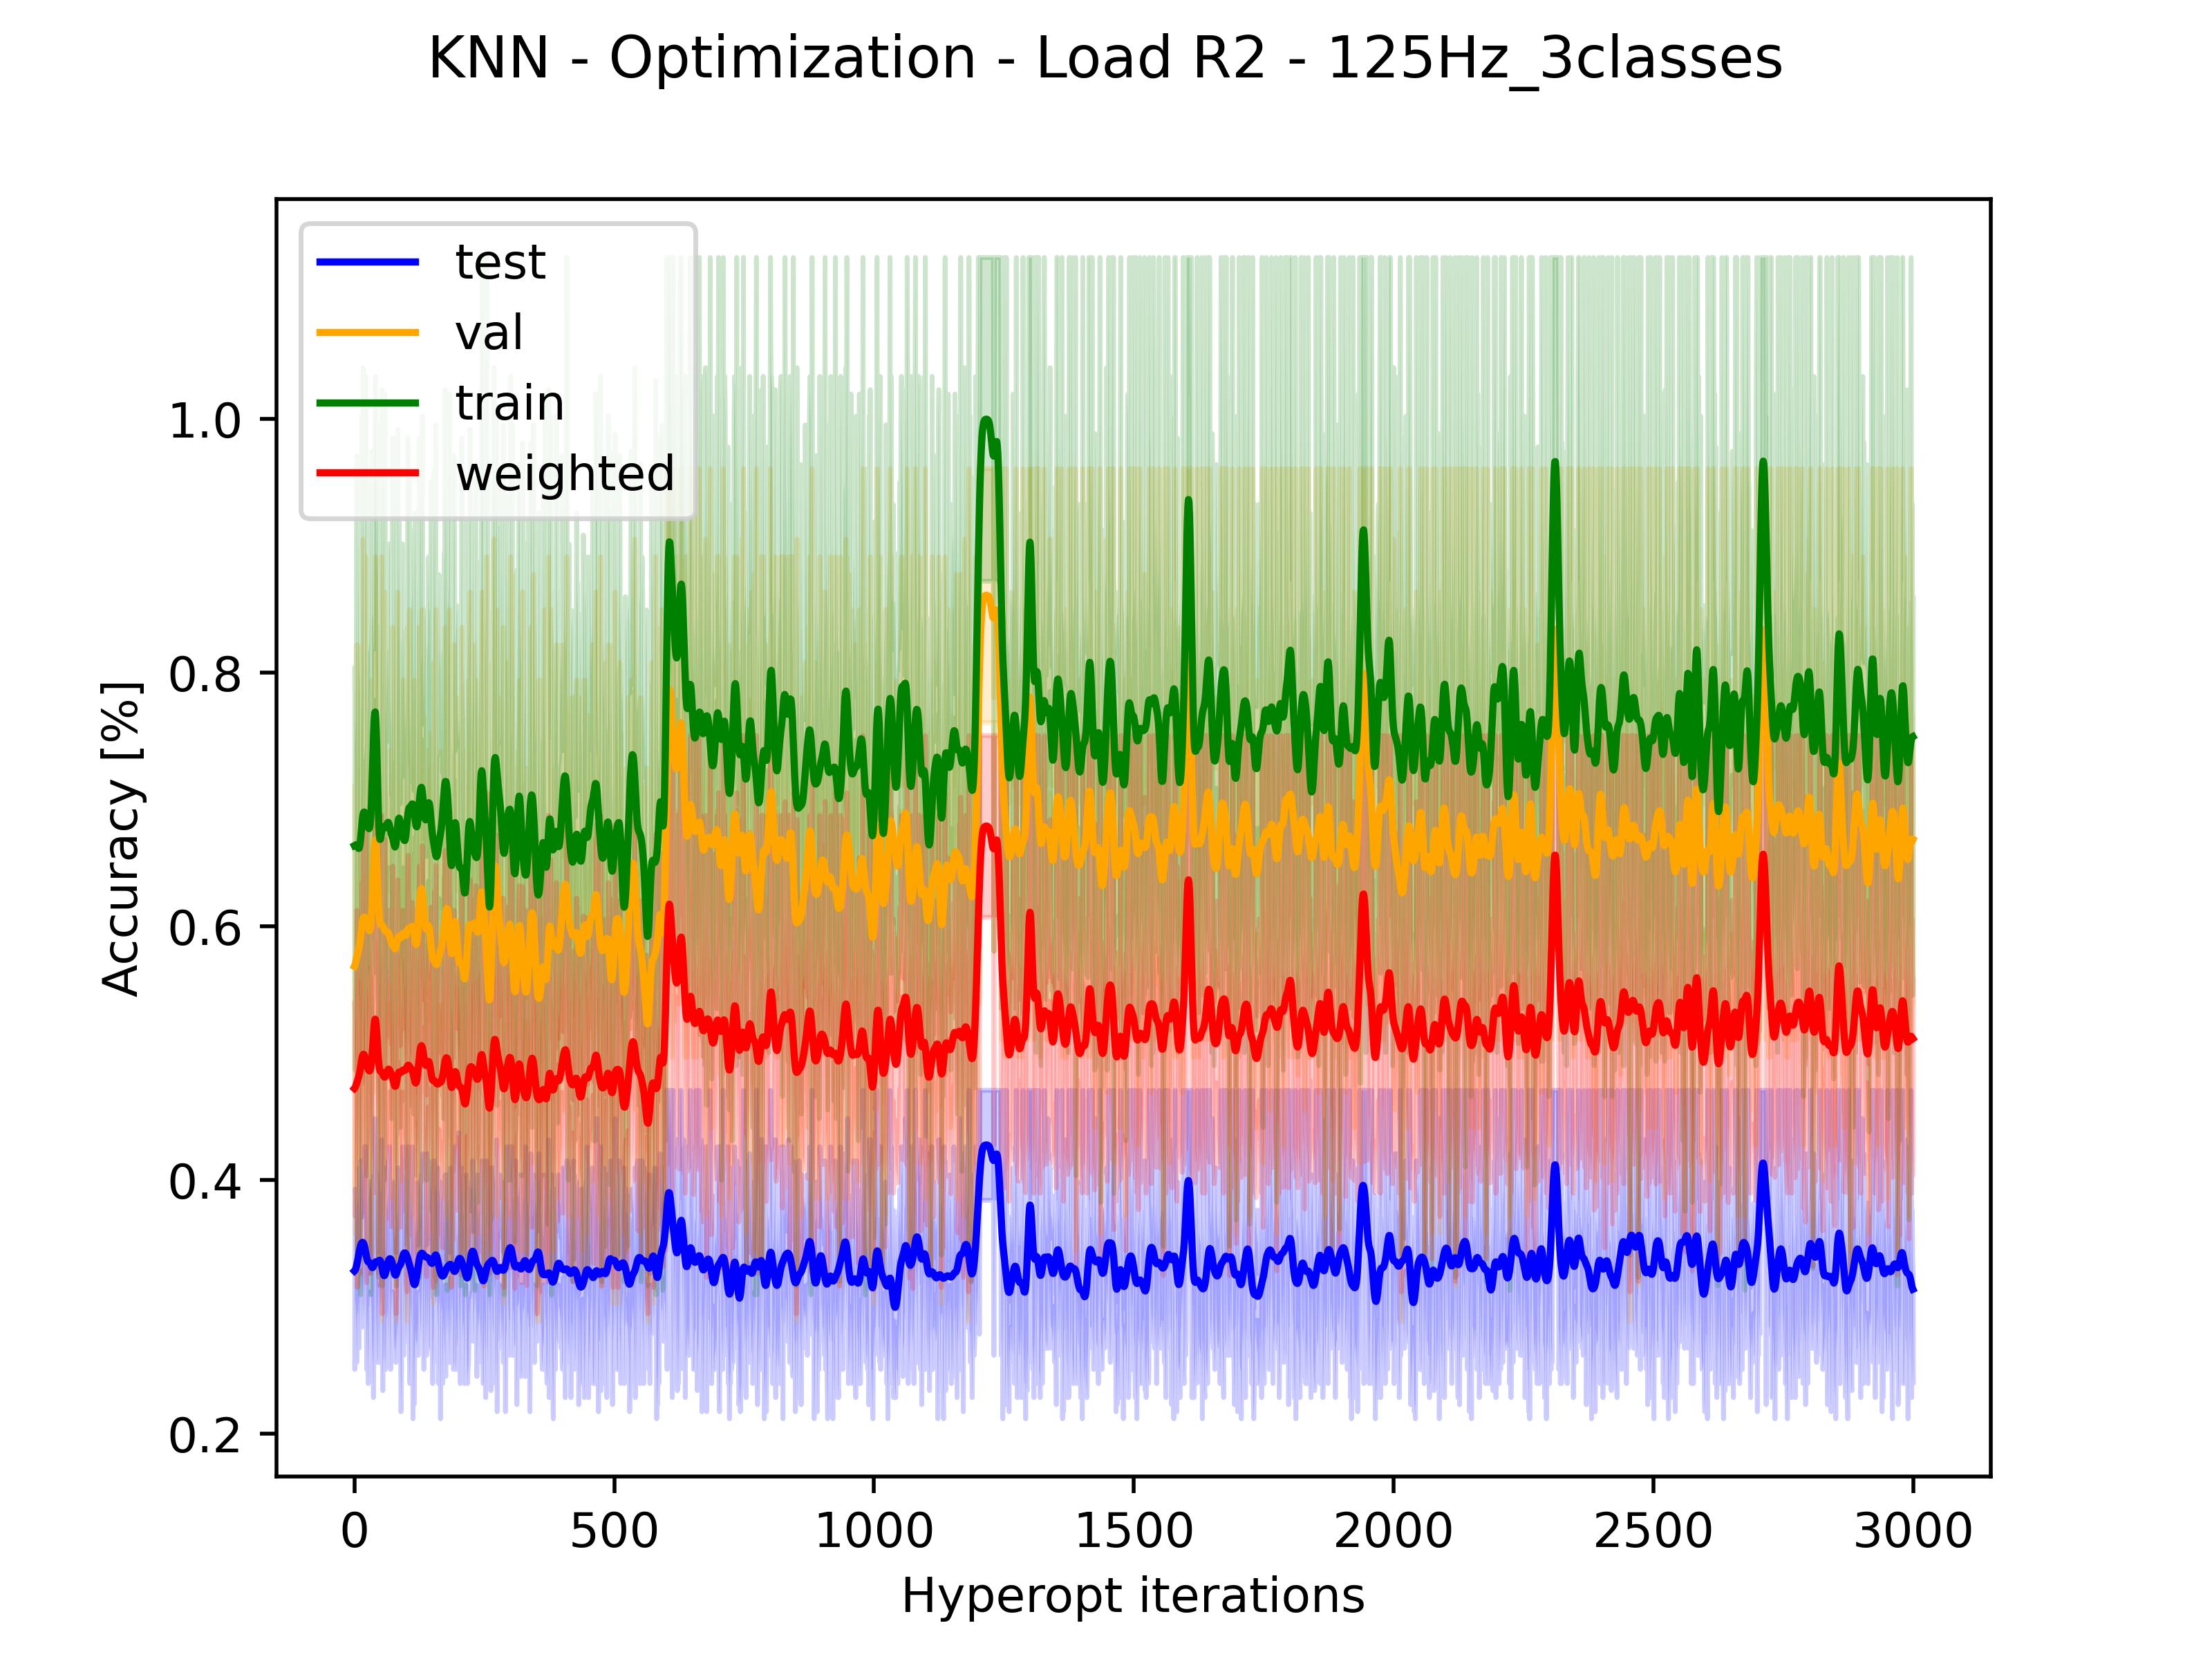 KNN - Optimization - Load R2 - 125Hz_3classes
test
val
train
weighted
1.0
0.8
0.6
0.4
0.2
Accuracy [%]
0 500 1000 1500 2000 2500 3000
Hyperopt iterations